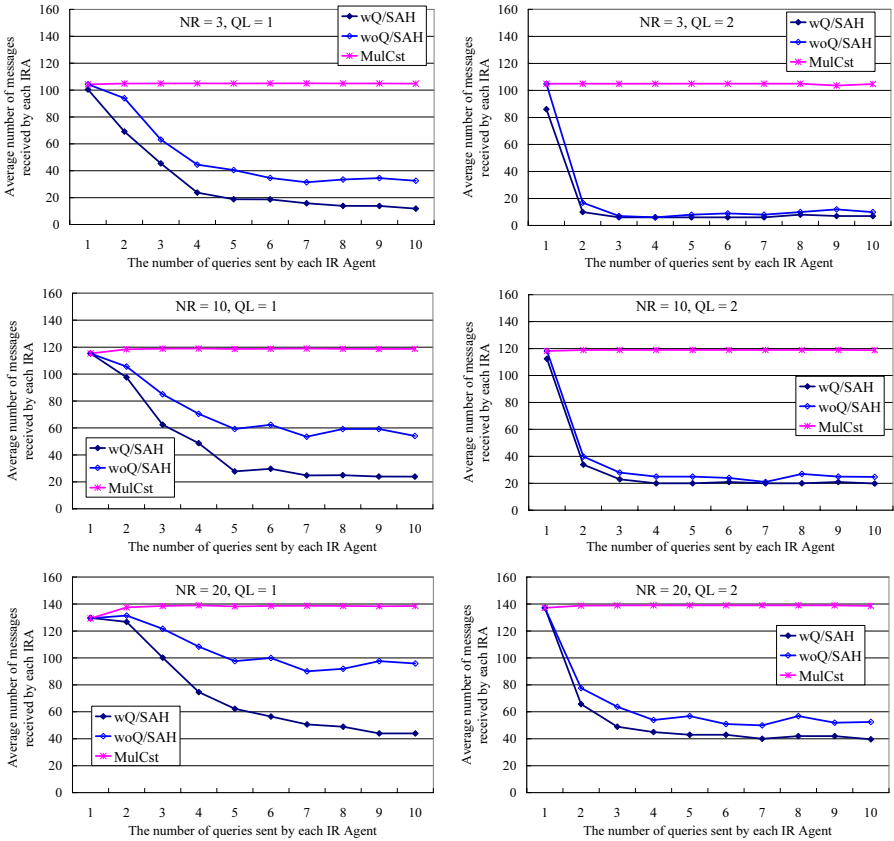 NR = 3, QL = 1
wQ/SAH
woQ/SAH
MulCst
Average number of messages
received by each IRA
160
140
120
100
80
60
40
20
0
1 2 3 4 5 6 7 8 9 10
The number of queries sent by each IR Agent
NR = 3, QL = 2
wQ/SAH
woQ/SAH
MulCst
Average number of messages
received by each IRA
160
140
120
100
80
60
40
20
0
1 2 3 4 5 6 7 8 9 10
The number of queries sent by each IR Agent
NR = 10, QL = 1
wQ/SAH
woQ/SAH
MulCst
Average number of messages
received by each IRA
160
140
120
100
80
60
40
20
0
1 2 3 4 5 6 7 8 9 10
The number of queries sent by each IR Agent
NR = 10, QL = 2
wQ/SAH
woQ/SAH
MulCst
Average number of messages
received by each IRA
160
140
120
100
80
60
40
20
0
1 2 3 4 5 6 7 8 9 10
The number of queries sent by each IR Agent
NR = 20, QL = 1
wQ/SAH
woQ/SAH
MulCst
Average number of messages
received by each IRA
160
140
120
100
80
60
40
20
0
1 2 3 4 5 6 7 8 9 10
The number of queries sent by each IR Agent
NR = 20, QL = 2
wQ/SAH
woQ/SAH
MulCst
Average number of messages
received by each IRA
160
140
120
100
80
60
40
20
0
1 2 3 4 5 6 7 8 9 10
The number of queries sent by each IR Agent